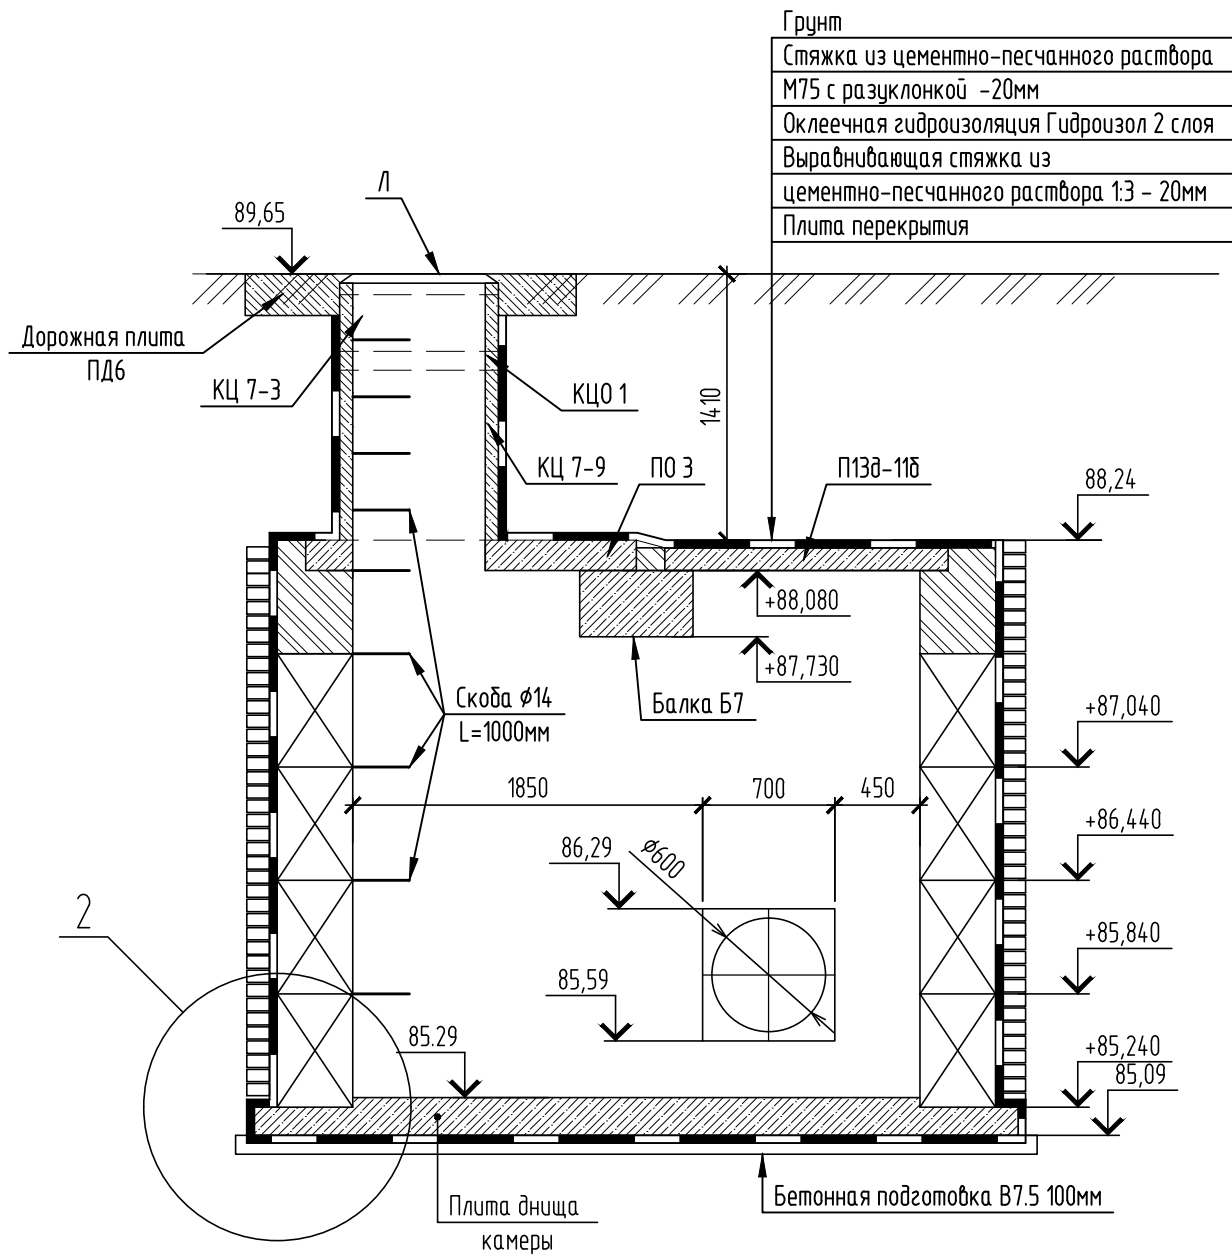 Грунт
Стяжка из цементно-песчанного раствора
М75 с разуклонкой -20мм
Оклеечная гидроизоляция Гидроизол 2 слоя
Выравнивающая стяжка из
цементно-песчанного раствора 1:3 - 20мм
Плита перекрытия
Л
89,65
Дорожная плита
ПД6
КЦ 7-3
КЦО 1
1410
КЦ 7-9
ПО 3
П13д-11б
88,24
+88,080
+87,730
Скоба ϕ14
L=1000мм
Балка Б7
+87,040
1850
700
450
+86,440
86,29
ϕ600
2
+85,840
85,59
85.29
+85,240
85,09
Бетонная подготовка В7.5 100мм
Плита днища
камеры